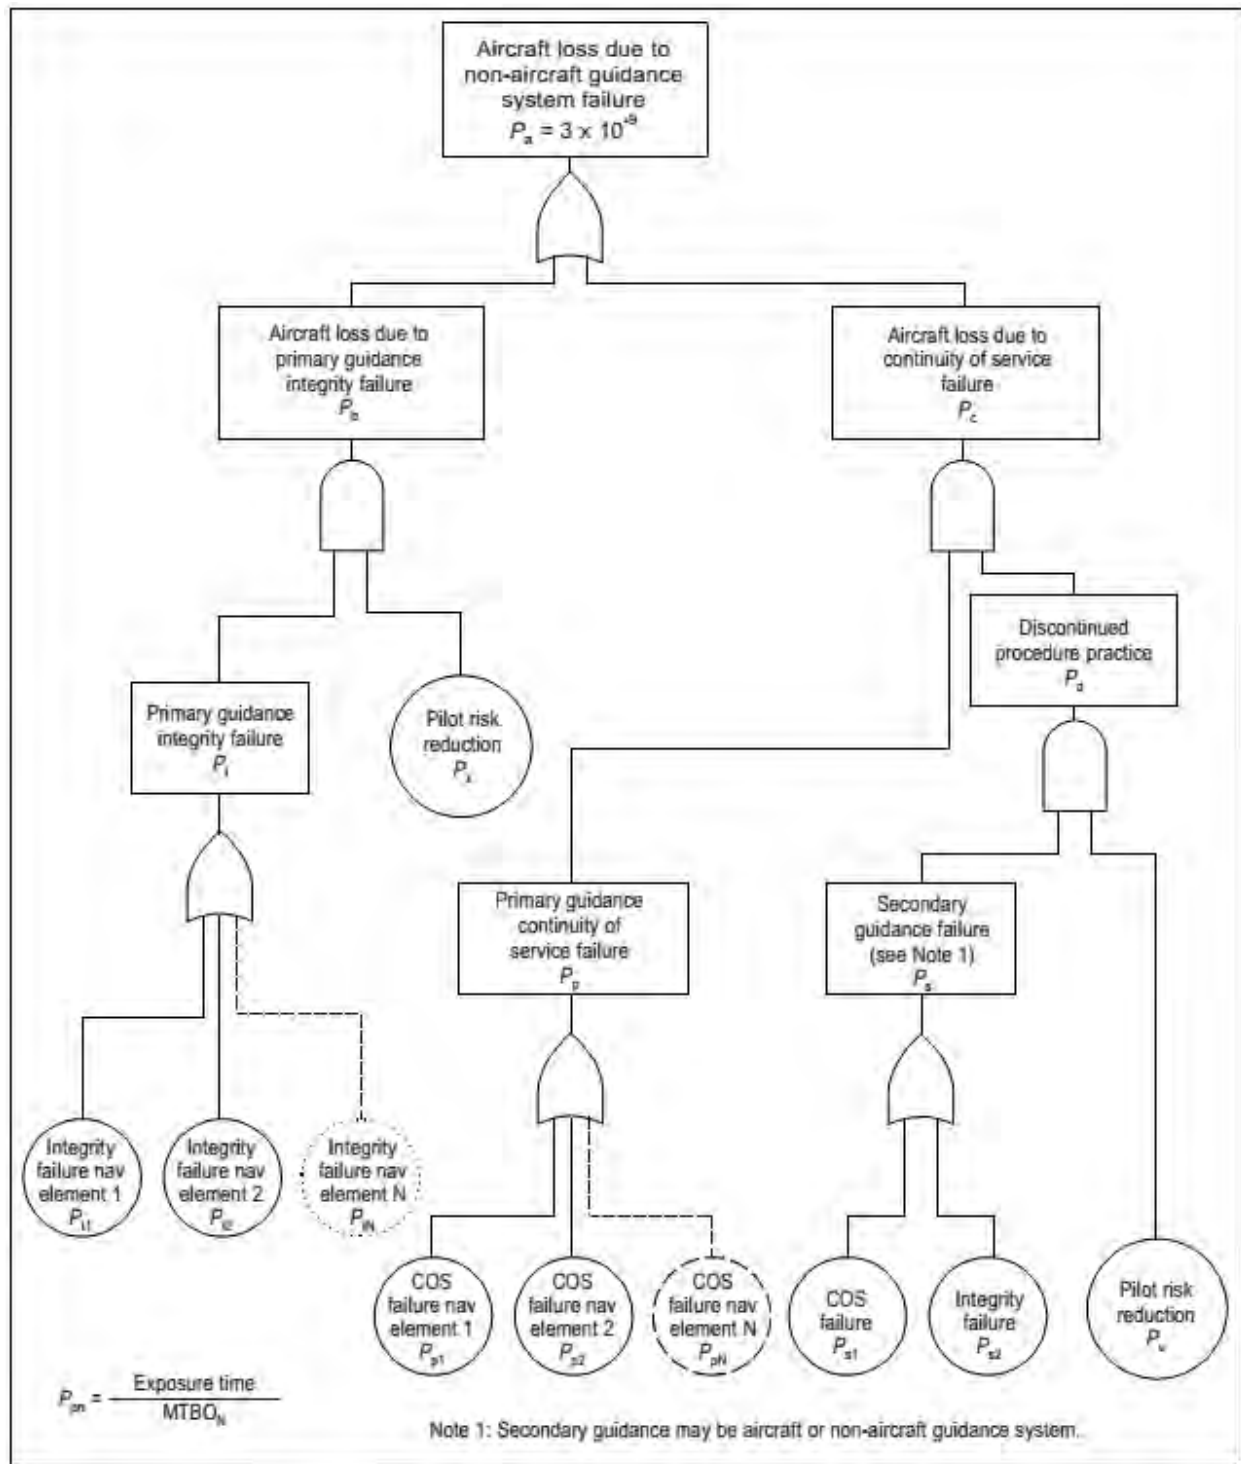 Aircraft loss due to
non-aircraft guidance
system failure
Pa = 3 x 10-9
Aircraft loss due to
primary guidance
integrity failure
Pb
Aircraft loss due to
continuity of service
failure
Pc
Discontinued
procedure practice
Pd
Primary guidance
integrity failure
Pi
Pilot risk
reduction
Px
Primary guidance
continuity of
service failure
Pp
Secondary
guidance failure
(see Note 1)
Ps
Integrity
failure nav
element 1
Pi1
Integrity
failure nav
element 2
Pi2
Integrity
failure nav
element N
PiN
COS
failure nav
element 1
Pp1
COS
failure nav
element 2
Pp2
COS
failure nav
element N
PpN
COS
failure
Ps1
Integrity
failure
Ps2
Pilot risk
reduction
Ppn = Exposure time
MTBON
Note 1: Secondary guidance may be aircraft or non-aircraft guidance system.